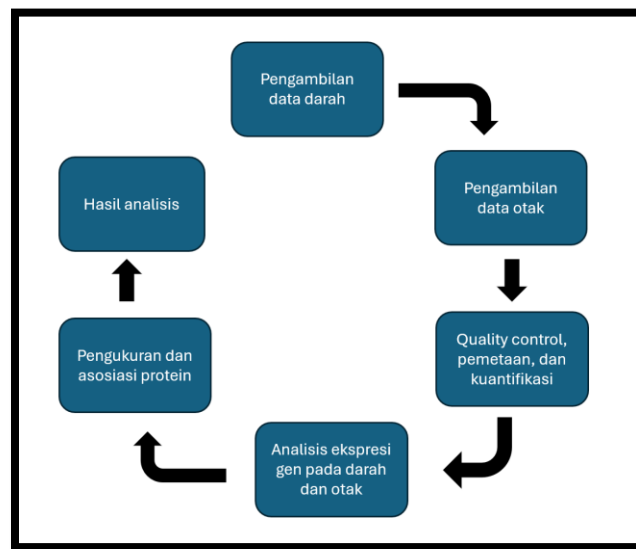 Pengambilan
data darah
Pengambilan
data otak
Quality control,
pemetaan, dan
kuantifikasi
Analisis ekspresi
gen pada darah
dan otak
Pengukuran dan
asosiasi protein
Hasil analisis